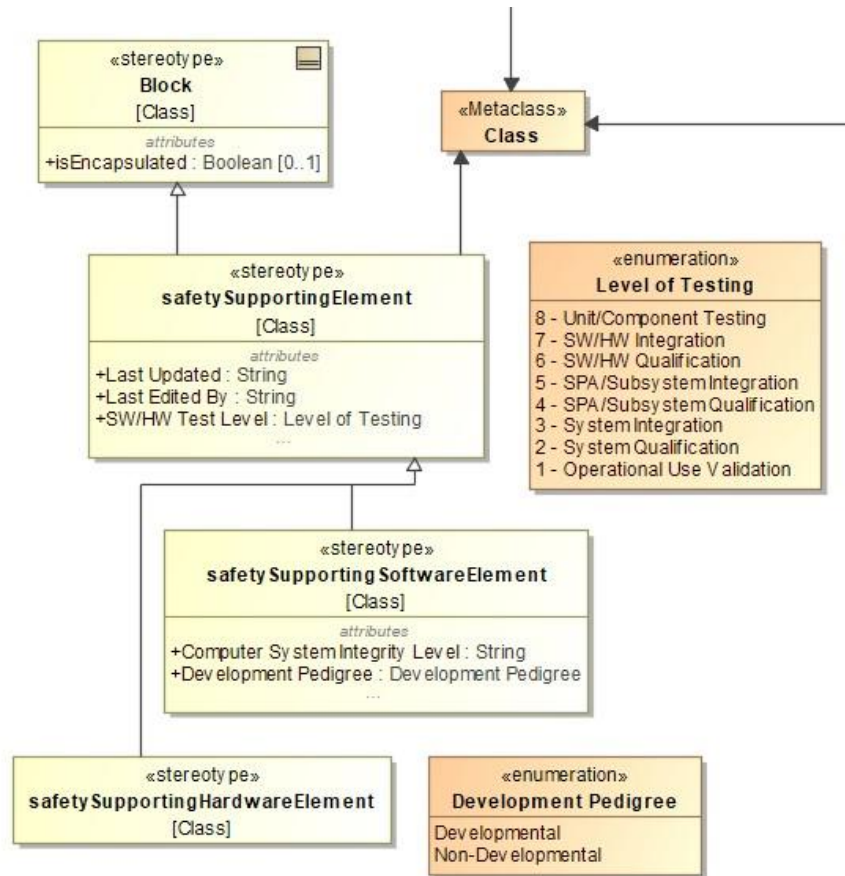 «stereotype»
Block
[Class]
attributes
+isEncapsulated : Boolean [0..1]
«Metaclass»
Class
«stereotype»
safetySupportingElement
[Class]
attributes
+Last Updated : String
+Last Edited By : String
+SW/HW Test Level : Level of Testing
...
«enumeration»
Level of Testing
8 - Unit/Component Testing
7 - SW/HW Integration
6 - SW/HW Qualification
5 - SPA/Subsystem Integration
4 - SPA/Subsystem Qualification
3 - System Integration
2 - System Qualification
1 - Operational Use Validation
«stereotype»
safetySupportingSoftwareElement
[Class]
attributes
+Computer System Integrity Level : String
+Development Pedigree : Development Pedigree
...
«stereotype»
safetySupportingHardwareElement
[Class]
«enumeration»
Development Pedigree
Developmental
Non-Developmental